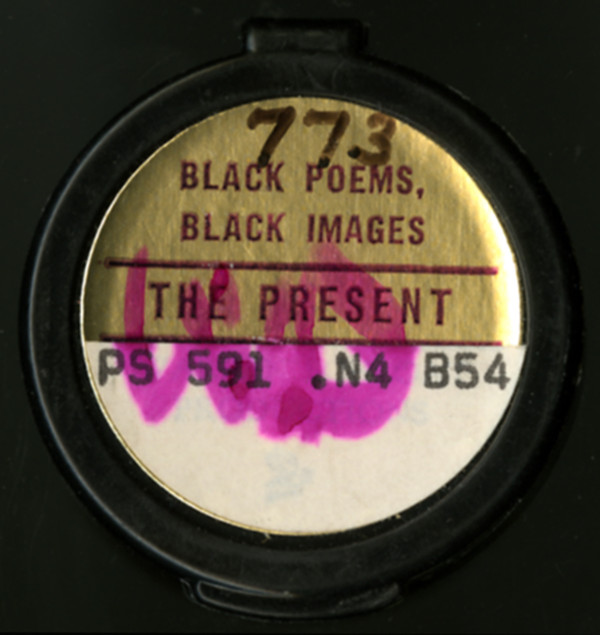 773
BLACK POEMS,
BLACK IMAGES
THE PRESENT
PS 591 .N4 B54